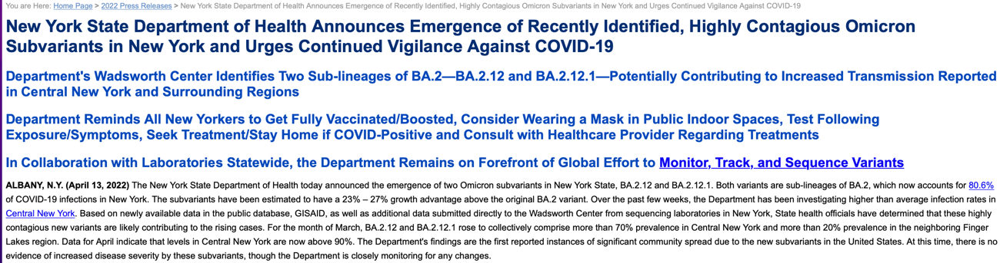 You are Here: Home Page > 2022 Press Releases > New York State Department of Health Announces Emergence of Recently Identified, Highly Contagious Omicron Subvariants in New York and Urges Continued Vigilance Against COVID-19
New York State Department of Health Announces Emergence of Recently Identified, Highly Contagious Omicron
Subvariants in New York and Urges Continued Vigilance Against COVID-19
Department's Wadsworth Center Identifies Two Sub-lineages of BA.2—BA.2.12 and BA.2.12.1—Potentially Contributing to Increased Transmission Reported
in Central New York and Surrounding Regions
Department Reminds All New Yorkers to Get Fully Vaccinated/Boosted, Consider Wearing a Mask in Public Indoor Spaces, Test Following
Exposure/Symptoms, Seek Treatment/Stay Home if COVID-Positive and Consult with Healthcare Provider Regarding Treatments
In Collaboration with Laboratories Statewide, the Department Remains on Forefront of Global Effort to Monitor, Track, and Sequence Variants
ALBANY, N.Y. (April 13, 2022) The New York State Department of Health today announced the emergence of two Omicron subvariants in New York State, BA.2.12 and BA.2.12.1. Both variants are sub-lineages of BA.2, which now accounts for 80.6%
of COVID-19 infections in New York. The subvariants have been estimated to have a 23% – 27% growth advantage above the original BA.2 variant. Over the past few weeks, the Department has been investigating higher than average infection rates in
Central New York. Based on newly available data in the public database, GISAID, as well as additional data submitted directly to the Wadsworth Center from sequencing laboratories in New York, State health officials have determined that these highly
contagious new variants are likely contributing to the rising cases. For the month of March, BA.2.12 and BA.2.12.1 rose to collectively comprise more than 70% prevalence in Central New York and more than 20% prevalence in the neighboring Finger
Lakes region. Data for April indicate that levels in Central New York are now above 90%. The Department's findings are the first reported instances of significant community spread due to the new subvariants in the United States. At this time, there is no
evidence of increased disease severity by these subvariants, though the Department is closely monitoring for any changes.